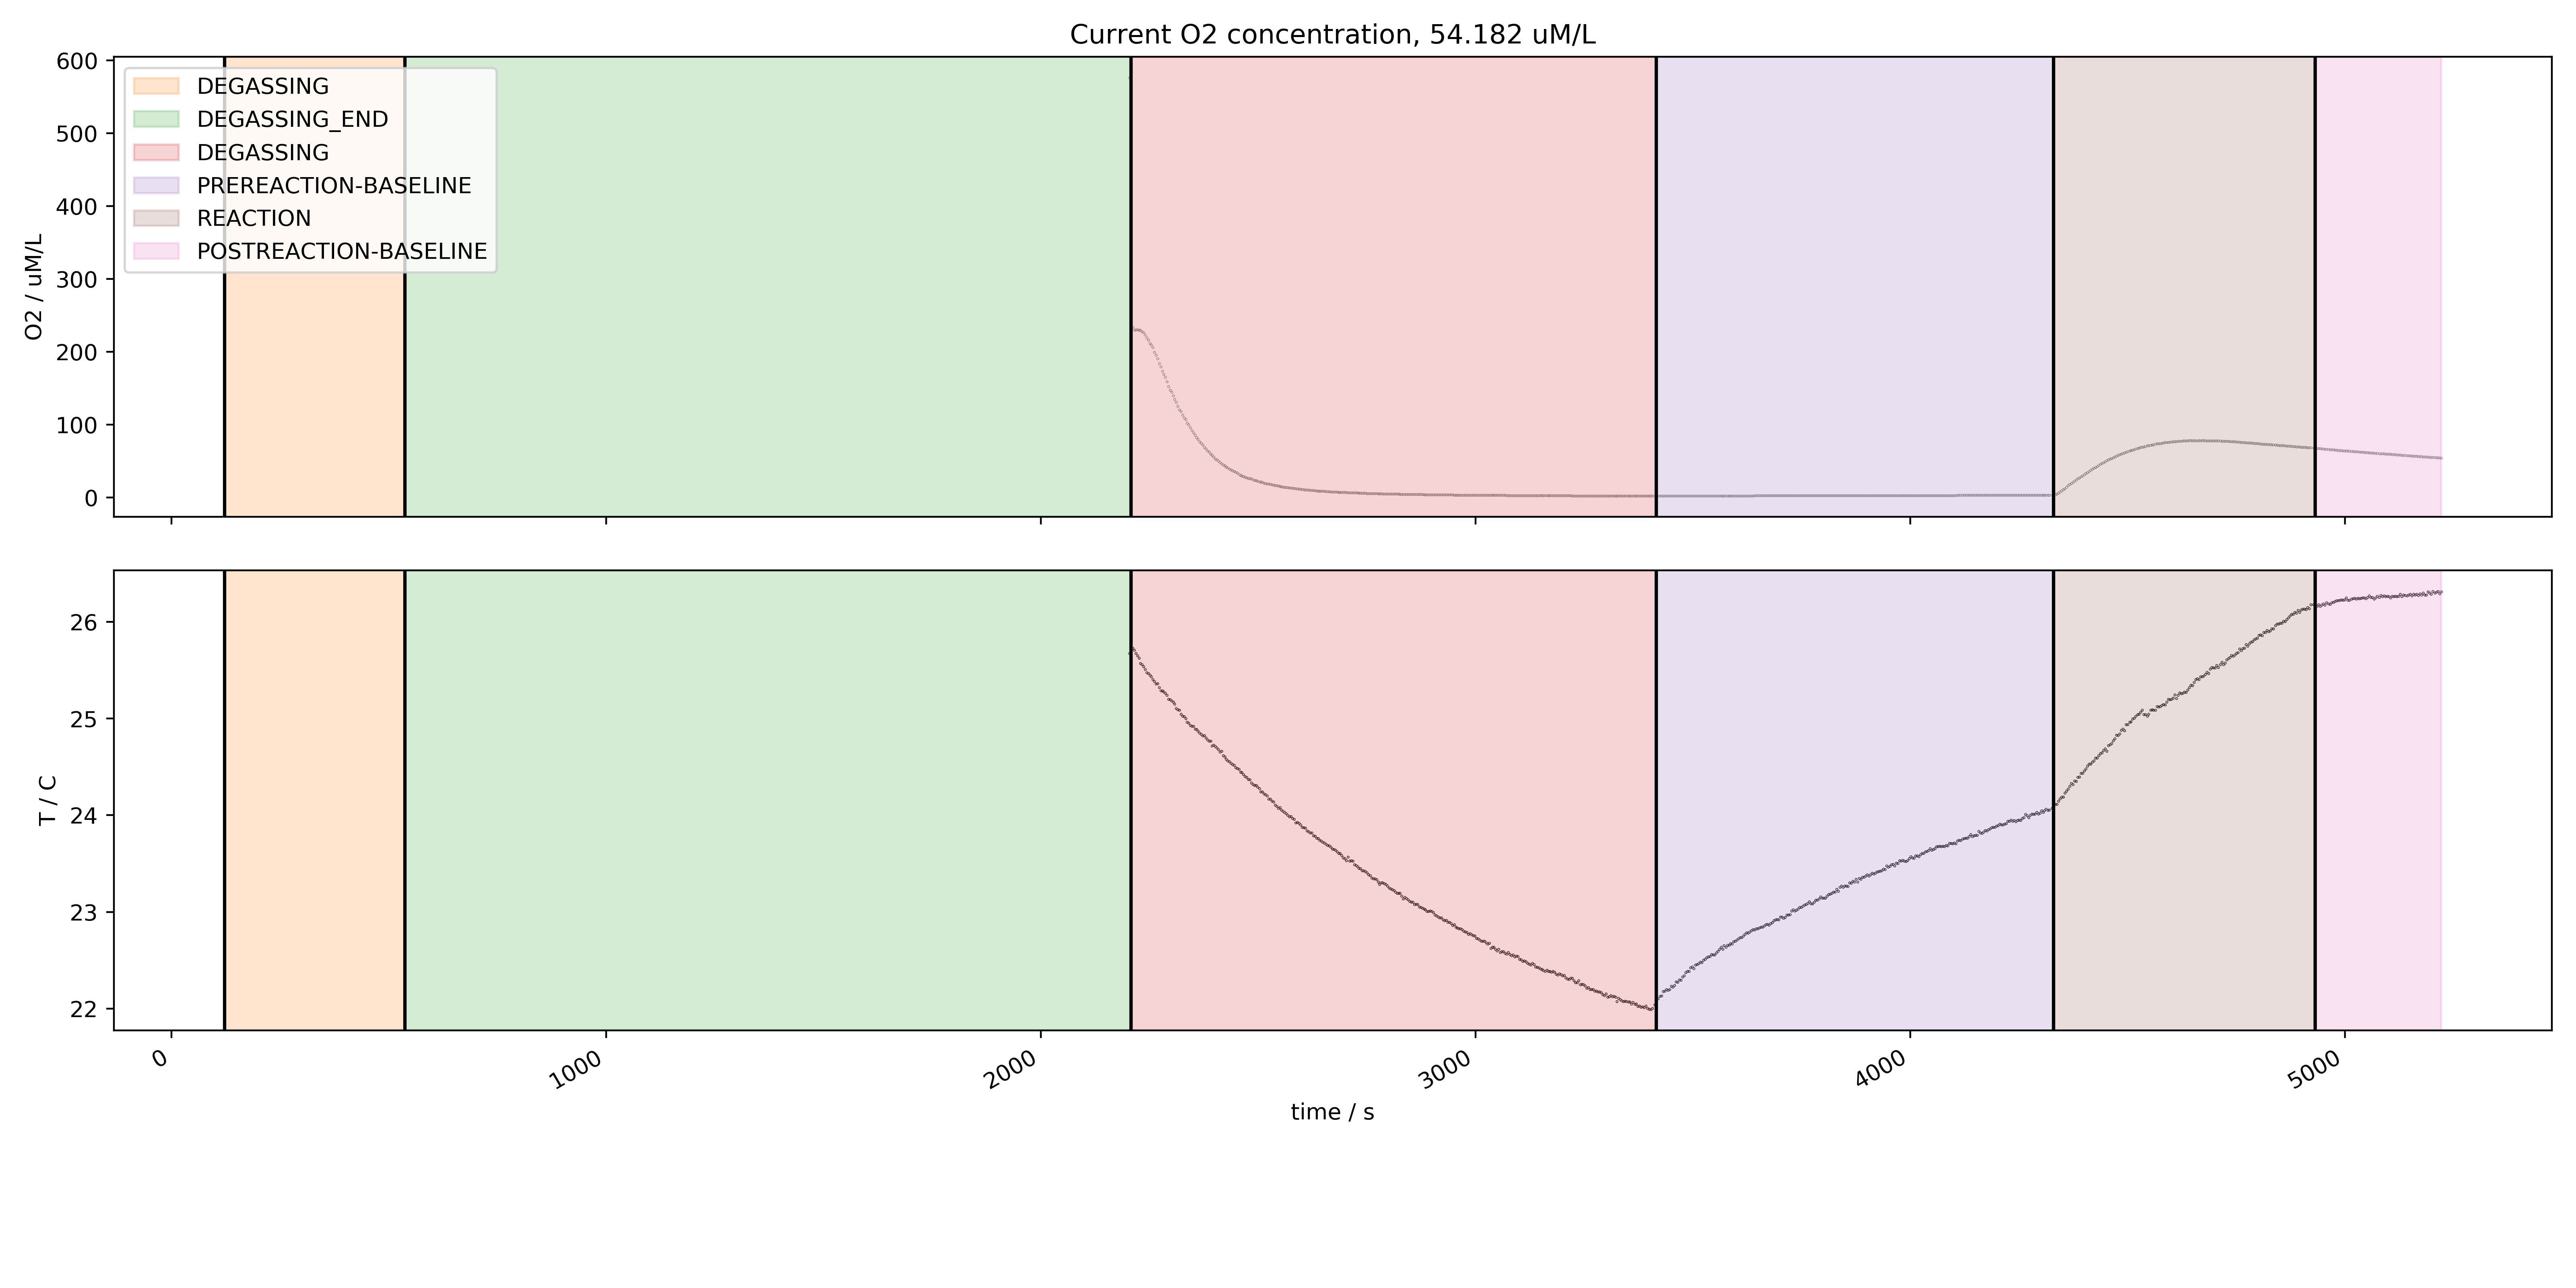 Current O2 concentration, 54.182 uM/L
600
500
400
300
200
100
0
O2 / uM/L
DEGASSING
DEGASSING_END
DEGASSING
PREREACTION-BASELINE
REACTION
POSTREACTION-BASELINE
26
25
24
23
22
T / C
0
1000
2000
3000
4000
5000
time / s